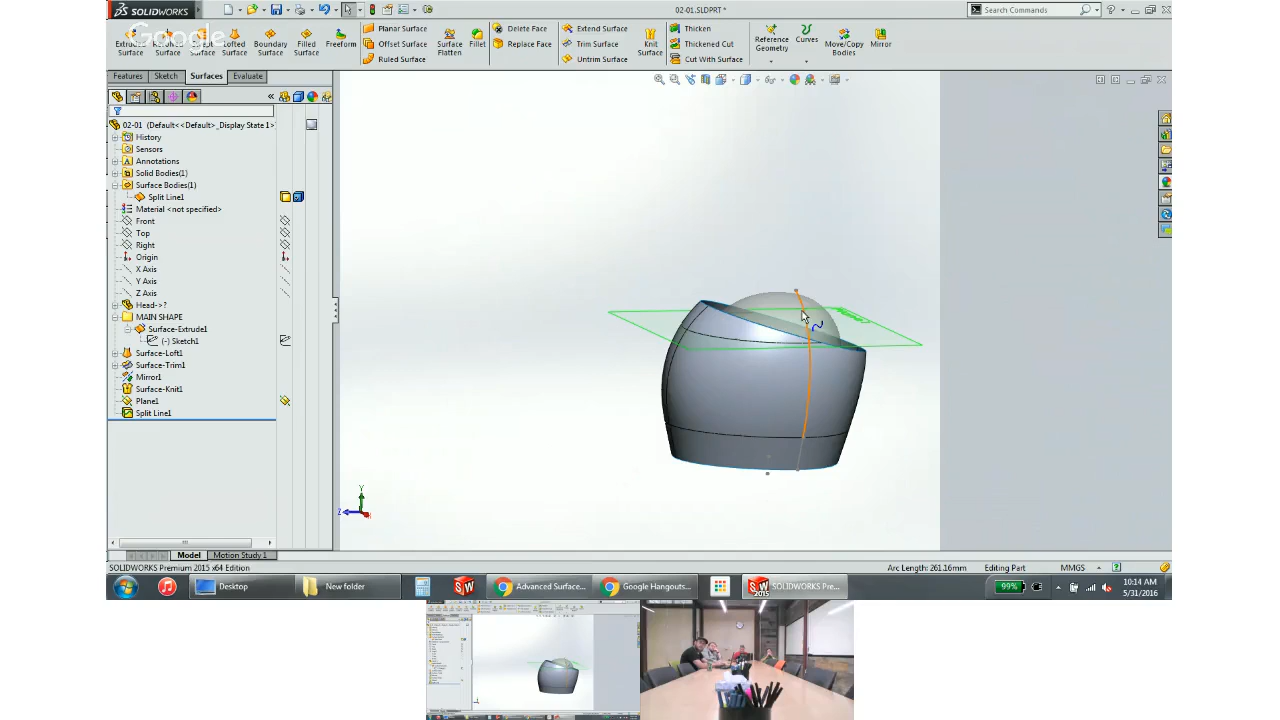 SOLIDWORKS
02-01.SLDPRT *
Search Commands
Google
Extruded Surface
Lofted Surface
Boundary Surface
Filled Surface
Freeform
Planar Surface
Offset Surface
Ruled Surface
Surface Flatten
Fillet
Delete Face
Replace Face
Extend Surface
Trim Surface
Untrim Surface
Knit Surface
Thicken
Thickened Cut
Cut With Surface
Reference Geometry
Curves
Move/Copy Bodies
Mirror
Features
Sketch
Surfaces
Evaluate
02-01 (Default<<Default>_Display State 1>
History
Sensors
Annotations
Solid Bodies(1)
Surface Bodies(1)
Split Line1
Material <not specified>
Front
Top
Right
Origin
X Axis
Y Axis
Z Axis
Head->?
MAIN SHAPE
Surface-Extrude1
(-) Sketch1
Surface-Loft1
Surface-Trim1
Mirror1
Surface-Knit1
Plane1
Split Line1
Y
Z
X
Model
Motion Study 1
SOLIDWORKS Premium 2015 x64 Edition
Arc Length: 261.16mm
Editing Part
MMGS
Desktop
New folder
Advanced Surface...
Google Hangouts...
SOLIDWORKS Pre...
99%
10:14 AM
5/31/2016